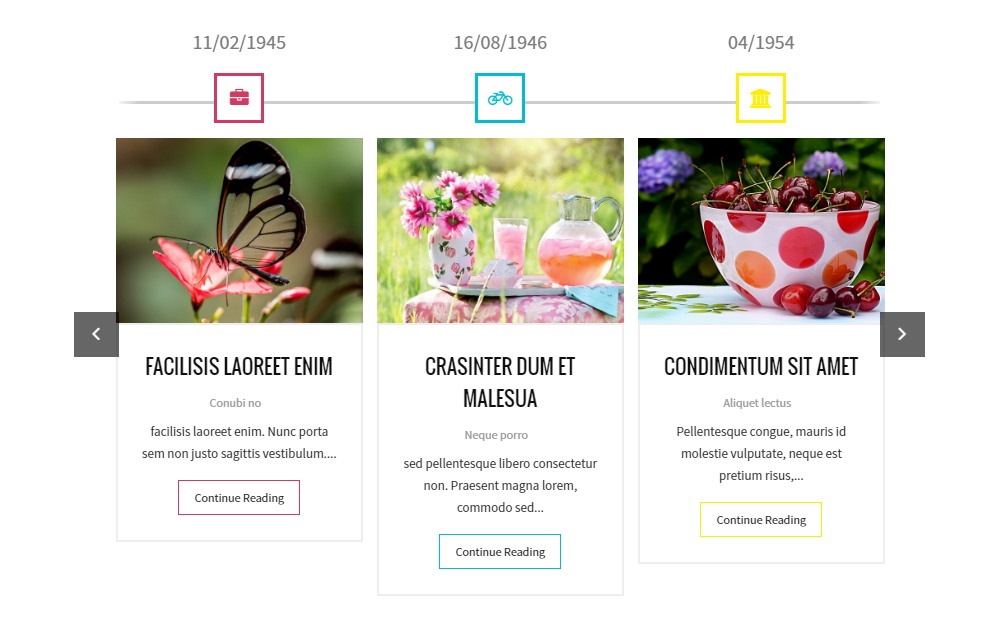 11/02/1945
16/08/1946
04/1954
FACILISIS LAOREET ENIM
Conubi no
facilisis laoreet enim. Nunc porta
sem non justo sagittis vestibulum....
Continue Reading
CRASINTER DUM ET
MALESUA
Neque porro
sed pellentesque libero consectetur
non. Praesent magna lorem,
commodo sed...
Continue Reading
CONDIMENTUM SIT AMET
Aliquet lectus
Pellentesque congue, mauris id
molestie vulputate, neque est
pretium risus,...
Continue Reading